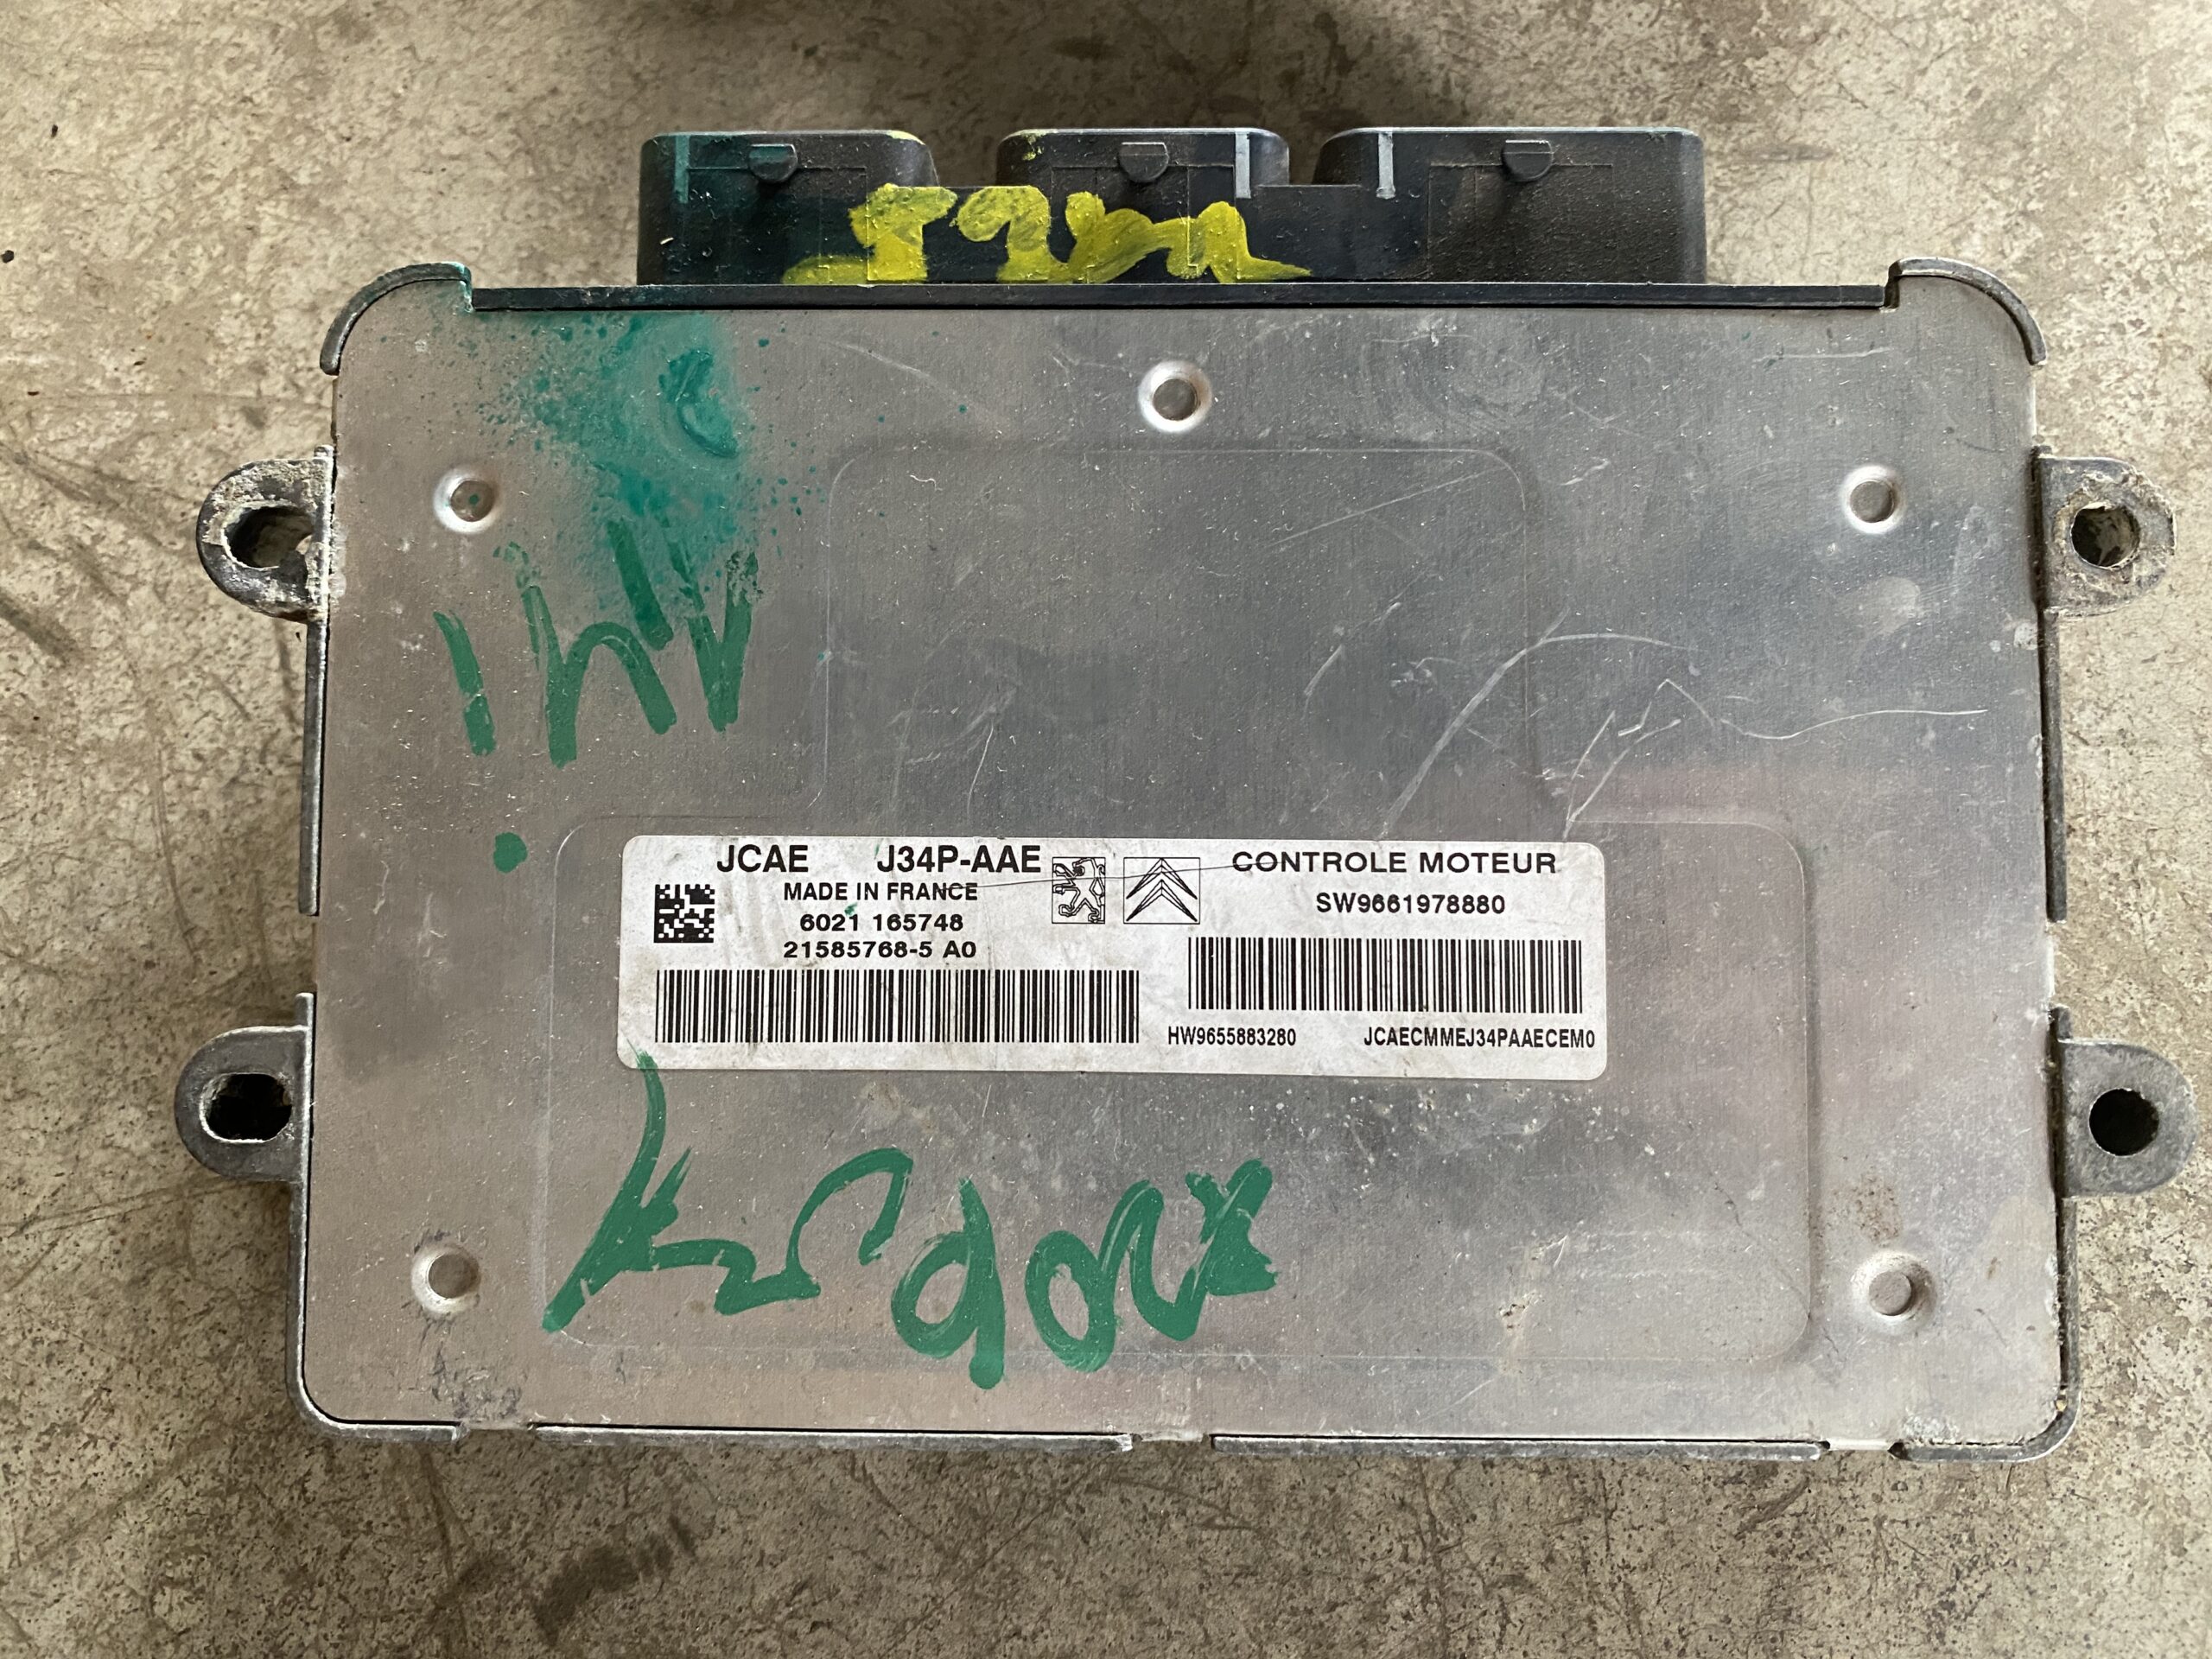 JCAE J34P-AAE
MADE IN FRANCE
6021 165748
21585768-5 A0
CONTROLE MOTEUR
SW9661978880
HW9655883280 JCAECMMEJ34PAAECEM0